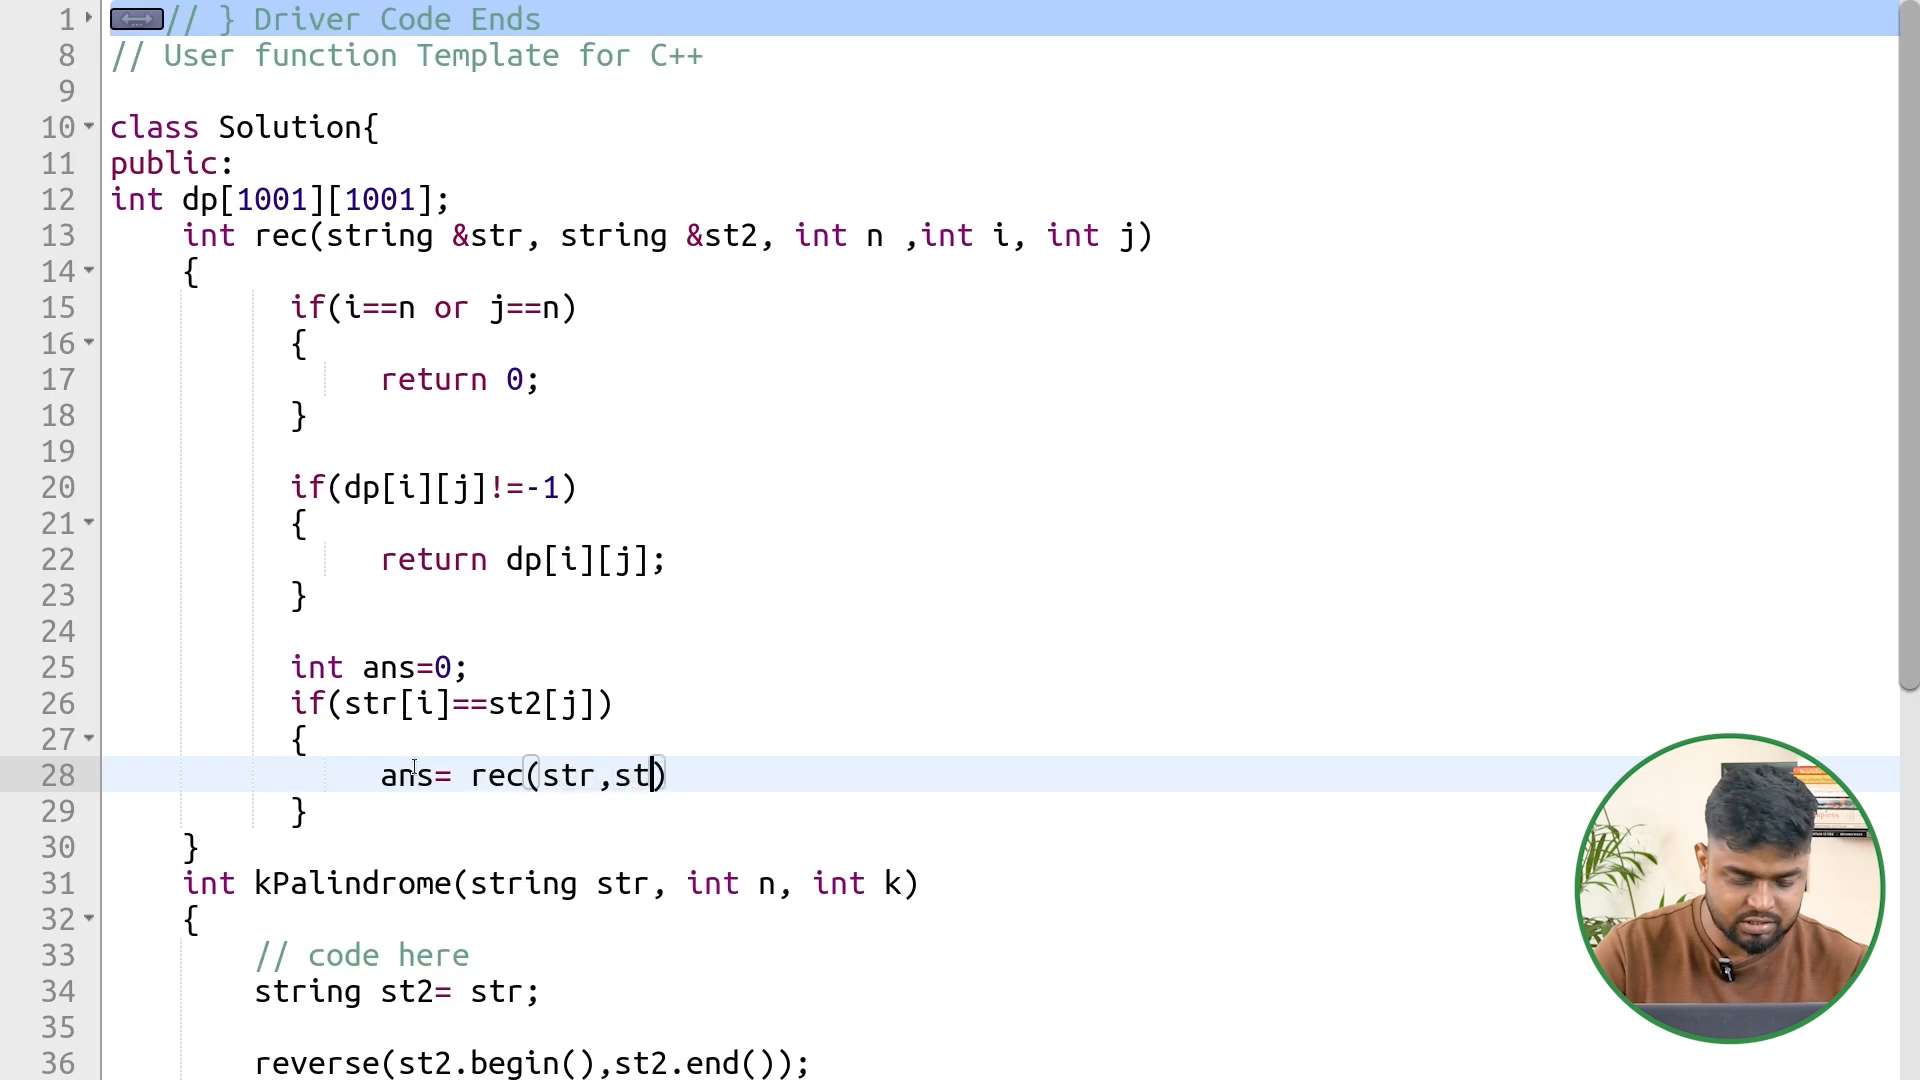 1 // } Driver Code Ends
8 // User function Template for C++
9
10 class Solution{
11 public:
12 int dp[1001][1001];
13 int rec(string &str, string &st2, int n ,int i, int j)
14 {
15 if(i==n or j==n)
16 {
17 return 0;
18 }
19
20 if(dp[i][j]!=-1)
21 {
22 return dp[i][j];
23 }
24
25 int ans=0;
26 if(str[i]==st2[j])
27 {
28 ans= rec(str,st)
29 }
30 }
31 int kPalindrome(string str, int n, int k)
32 {
33 // code here
34 string st2= str;
35
36 reverse(st2.begin(),st2.end());